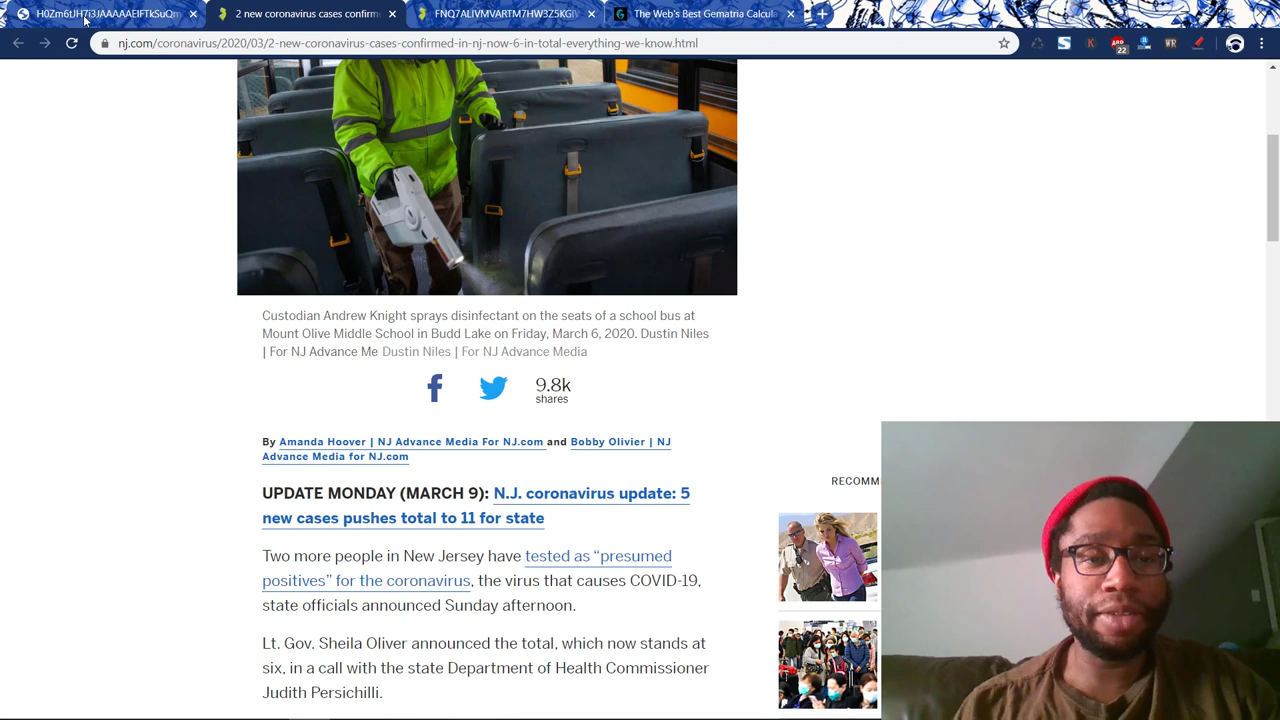 H0Zm6tJH7j3JAAAAAElFTkSuQm
2 new coronavirus cases confirm
FNQ7ALIVMVARTM7HW3Z5KGIV
The Web's Best Gematria Calcula
nj.com/coronavirus/2020/03/2-new-coronavirus-cases-confirmed-in-nj-now-6-in-total-everything-we-know.html
22
WR
Custodian Andrew Knight sprays disinfectant on the seats of a school bus at
Mount Olive Middle School in Budd Lake on Friday, March 6, 2020. Dustin Niles
| For NJ Advance Me Dustin Niles | For NJ Advance Media
9.8k
shares
By Amanda Hoover | NJ Advance Media For NJ.com and Bobby Olivier | NJ
Advance Media for NJ.com
RECOMM
UPDATE MONDAY (MARCH 9): N.J. coronavirus update: 5
new cases pushes total to 11 for state
Two more people in New Jersey have tested as “presumed
positives” for the coronavirus, the virus that causes COVID-19,
state officials announced Sunday afternoon.
Lt. Gov. Sheila Oliver announced the total, which now stands at
six, in a call with the state Department of Health Commissioner
Judith Persichilli.